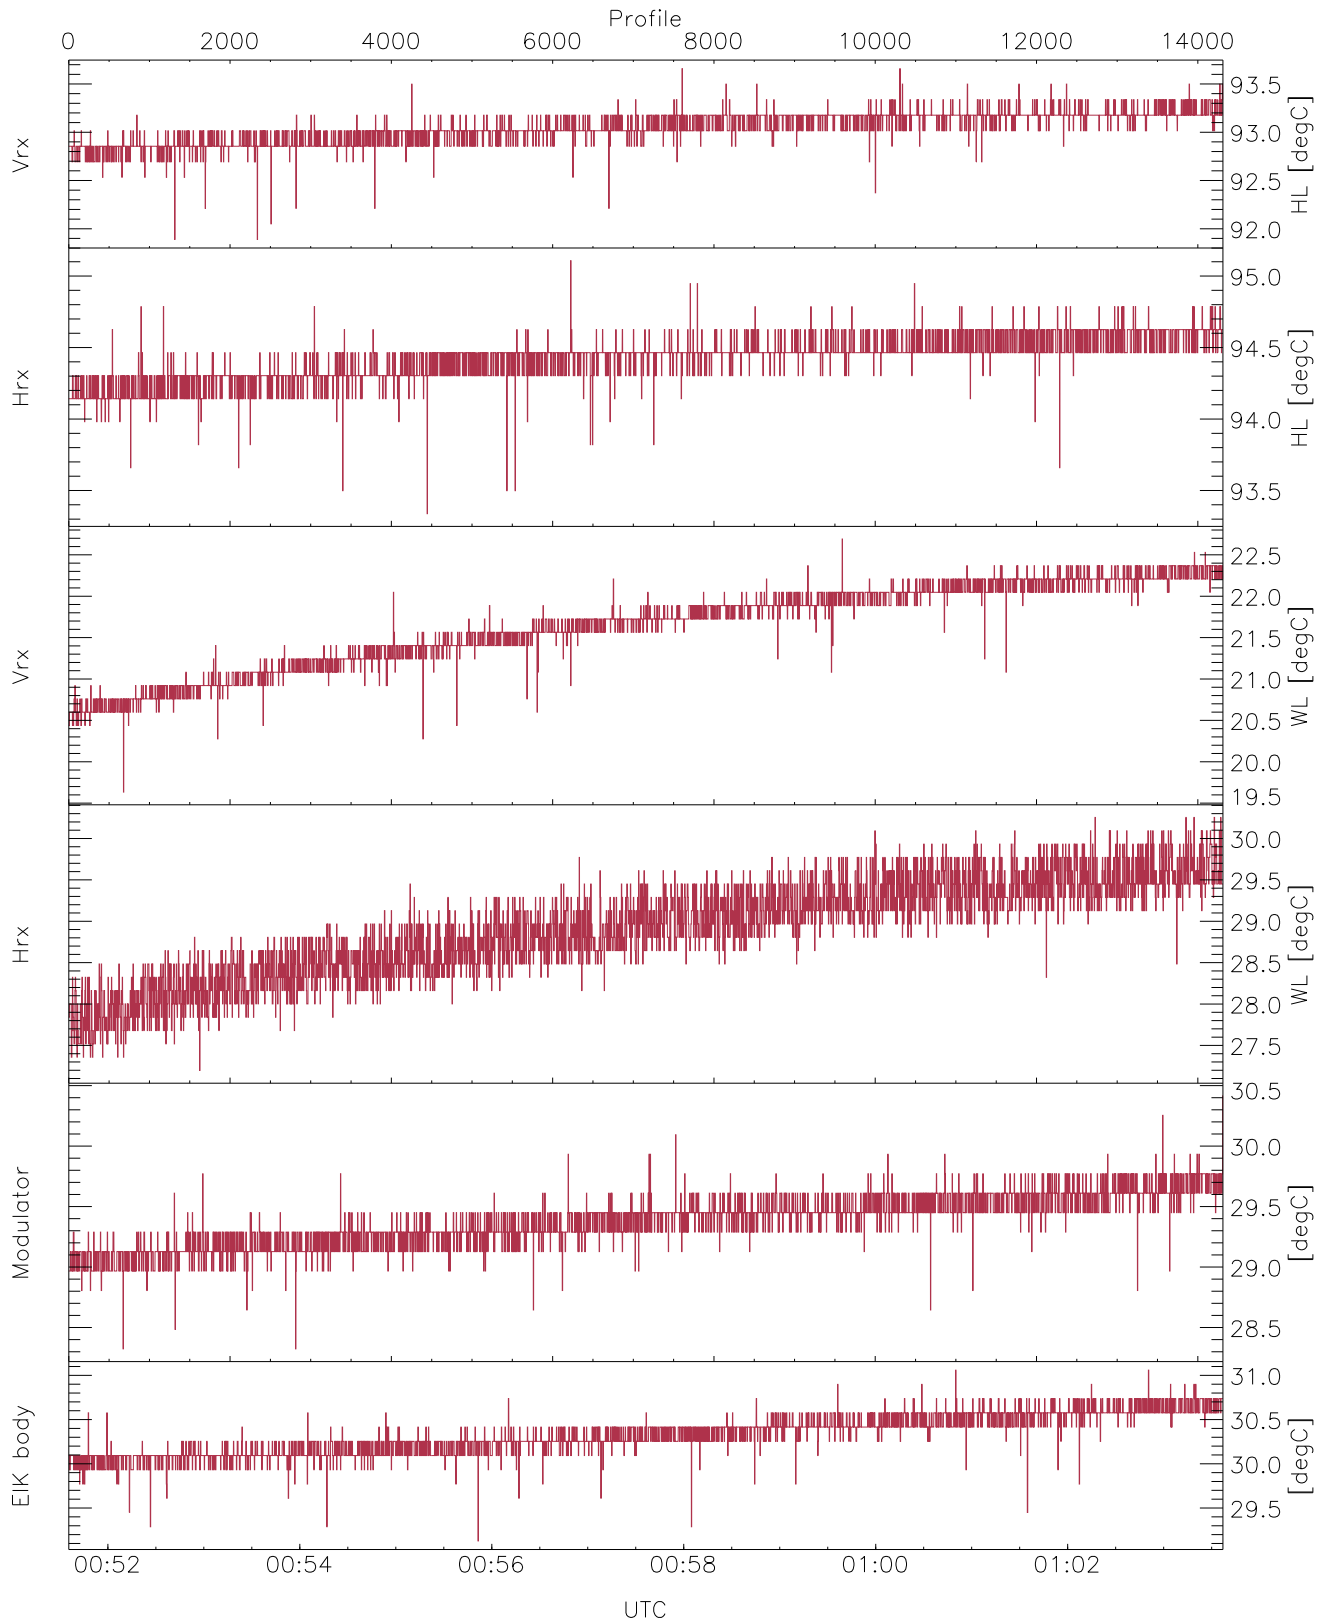 Profile
0 2000 4000 6000 8000 10000 12000 14000
Vrx
93.5
93.0
92.5
92.0
HL [degC]
Hrx
95.0
94.5
94.0
93.5
HL [degC]
Vrx
22.5
22.0
21.5
21.0
20.5
20.0
19.5
WL [degC]
Hrx
30.0
29.5
29.0
28.5
28.0
27.5
WL [degC]
Modulator
30.5
30.0
29.5
29.0
28.5
[degC]
EIK body
31.0
30.5
30.0
29.5
[degC]
00:52 00:54 00:56 00:58 01:00 01:02
UTC